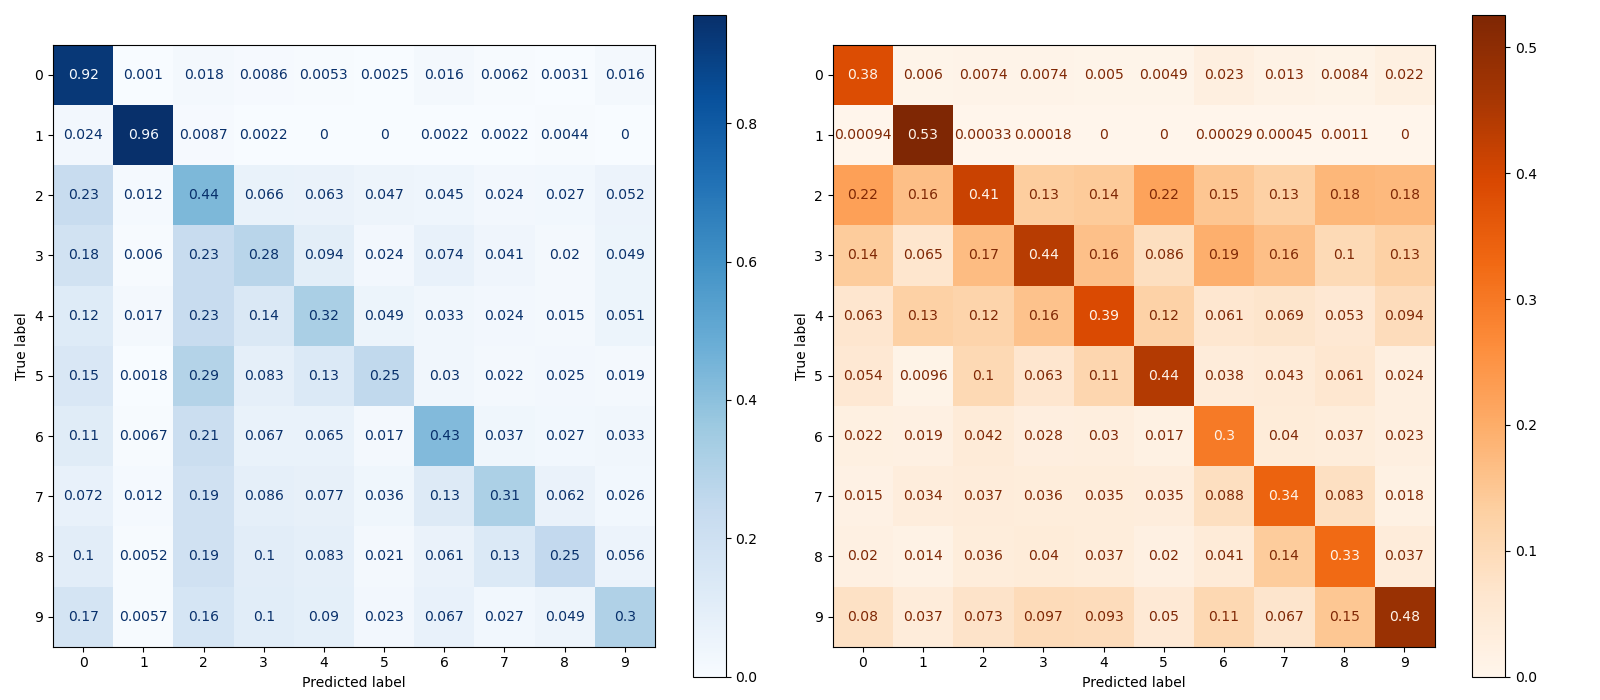 0 0.92 0.001 0.018 0.0086 0.0053 0.0025 0.016 0.0062 0.0031 0.016
1 0.024 0.96 0.0087 0.0022 0 0 0.0022 0.0022 0.0044 0
2 0.23 0.012 0.44 0.066 0.063 0.047 0.045 0.024 0.027 0.052
3 0.18 0.006 0.23 0.28 0.094 0.024 0.074 0.041 0.02 0.049
4 0.12 0.017 0.23 0.14 0.32 0.049 0.033 0.024 0.015 0.051
5 0.15 0.0018 0.29 0.083 0.13 0.25 0.03 0.022 0.025 0.019
6 0.11 0.0067 0.21 0.067 0.065 0.017 0.43 0.037 0.027 0.033
7 0.072 0.012 0.19 0.086 0.077 0.036 0.13 0.31 0.062 0.026
8 0.1 0.0052 0.19 0.1 0.083 0.021 0.061 0.13 0.25 0.056
9 0.17 0.0057 0.16 0.1 0.09 0.023 0.067 0.027 0.049 0.3
0 1 2 3 4 5 6 7 8 9
Predicted label
True label
0.8
0.6
0.4
0.2
0.0
0 0.38 0.006 0.0074 0.0074 0.005 0.0049 0.023 0.013 0.0084 0.022
1 0.00094 0.53 0.00033 0.00018 0 0 0.00029 0.00045 0.0011 0
2 0.22 0.16 0.41 0.13 0.14 0.22 0.15 0.13 0.18 0.18
3 0.14 0.065 0.17 0.44 0.16 0.086 0.19 0.16 0.1 0.13
4 0.063 0.13 0.12 0.16 0.39 0.12 0.061 0.069 0.053 0.094
5 0.054 0.0096 0.1 0.063 0.11 0.44 0.038 0.043 0.061 0.024
6 0.022 0.019 0.042 0.028 0.03 0.017 0.3 0.04 0.037 0.023
7 0.015 0.034 0.037 0.036 0.035 0.035 0.088 0.34 0.083 0.018
8 0.02 0.014 0.036 0.04 0.037 0.02 0.041 0.14 0.33 0.037
9 0.08 0.037 0.073 0.097 0.093 0.05 0.11 0.067 0.15 0.48
0 1 2 3 4 5 6 7 8 9
Predicted label
True label
0.5
0.4
0.3
0.2
0.1
0.0